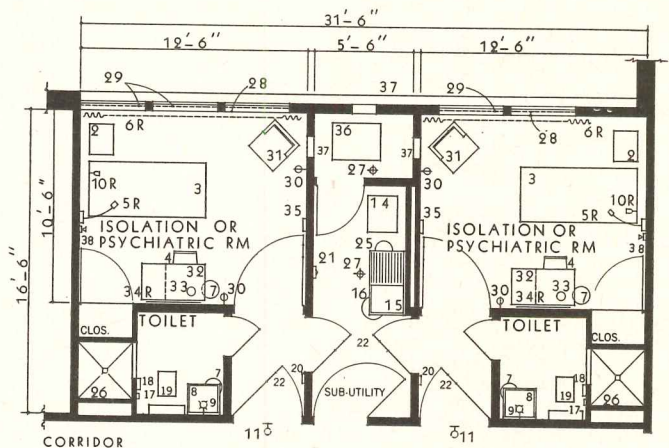 31'-6"
12'-6" 5'-6" 12'-6"
29 28 37 29
2 6R 36 28 6R 2
31 37 37 31
3 27 30 30 3
10R 10R
5R 35 14 35 5R
ISOLATION OR PSYCHIATRIC RM
ISOLATION OR PSYCHIATRIC RM
38 25 38
4 21 27 4
32 32
34R 33 7 30 16 15 30 34R 33 7
10'-6"
16'-6"
CLOS. TOILET TOILET CLOS.
22
26 18 7 20 20 7 18 26
17 19 8 22 22 8 19 17
9 SUB-UTILITY 9
11 11
CORRIDOR